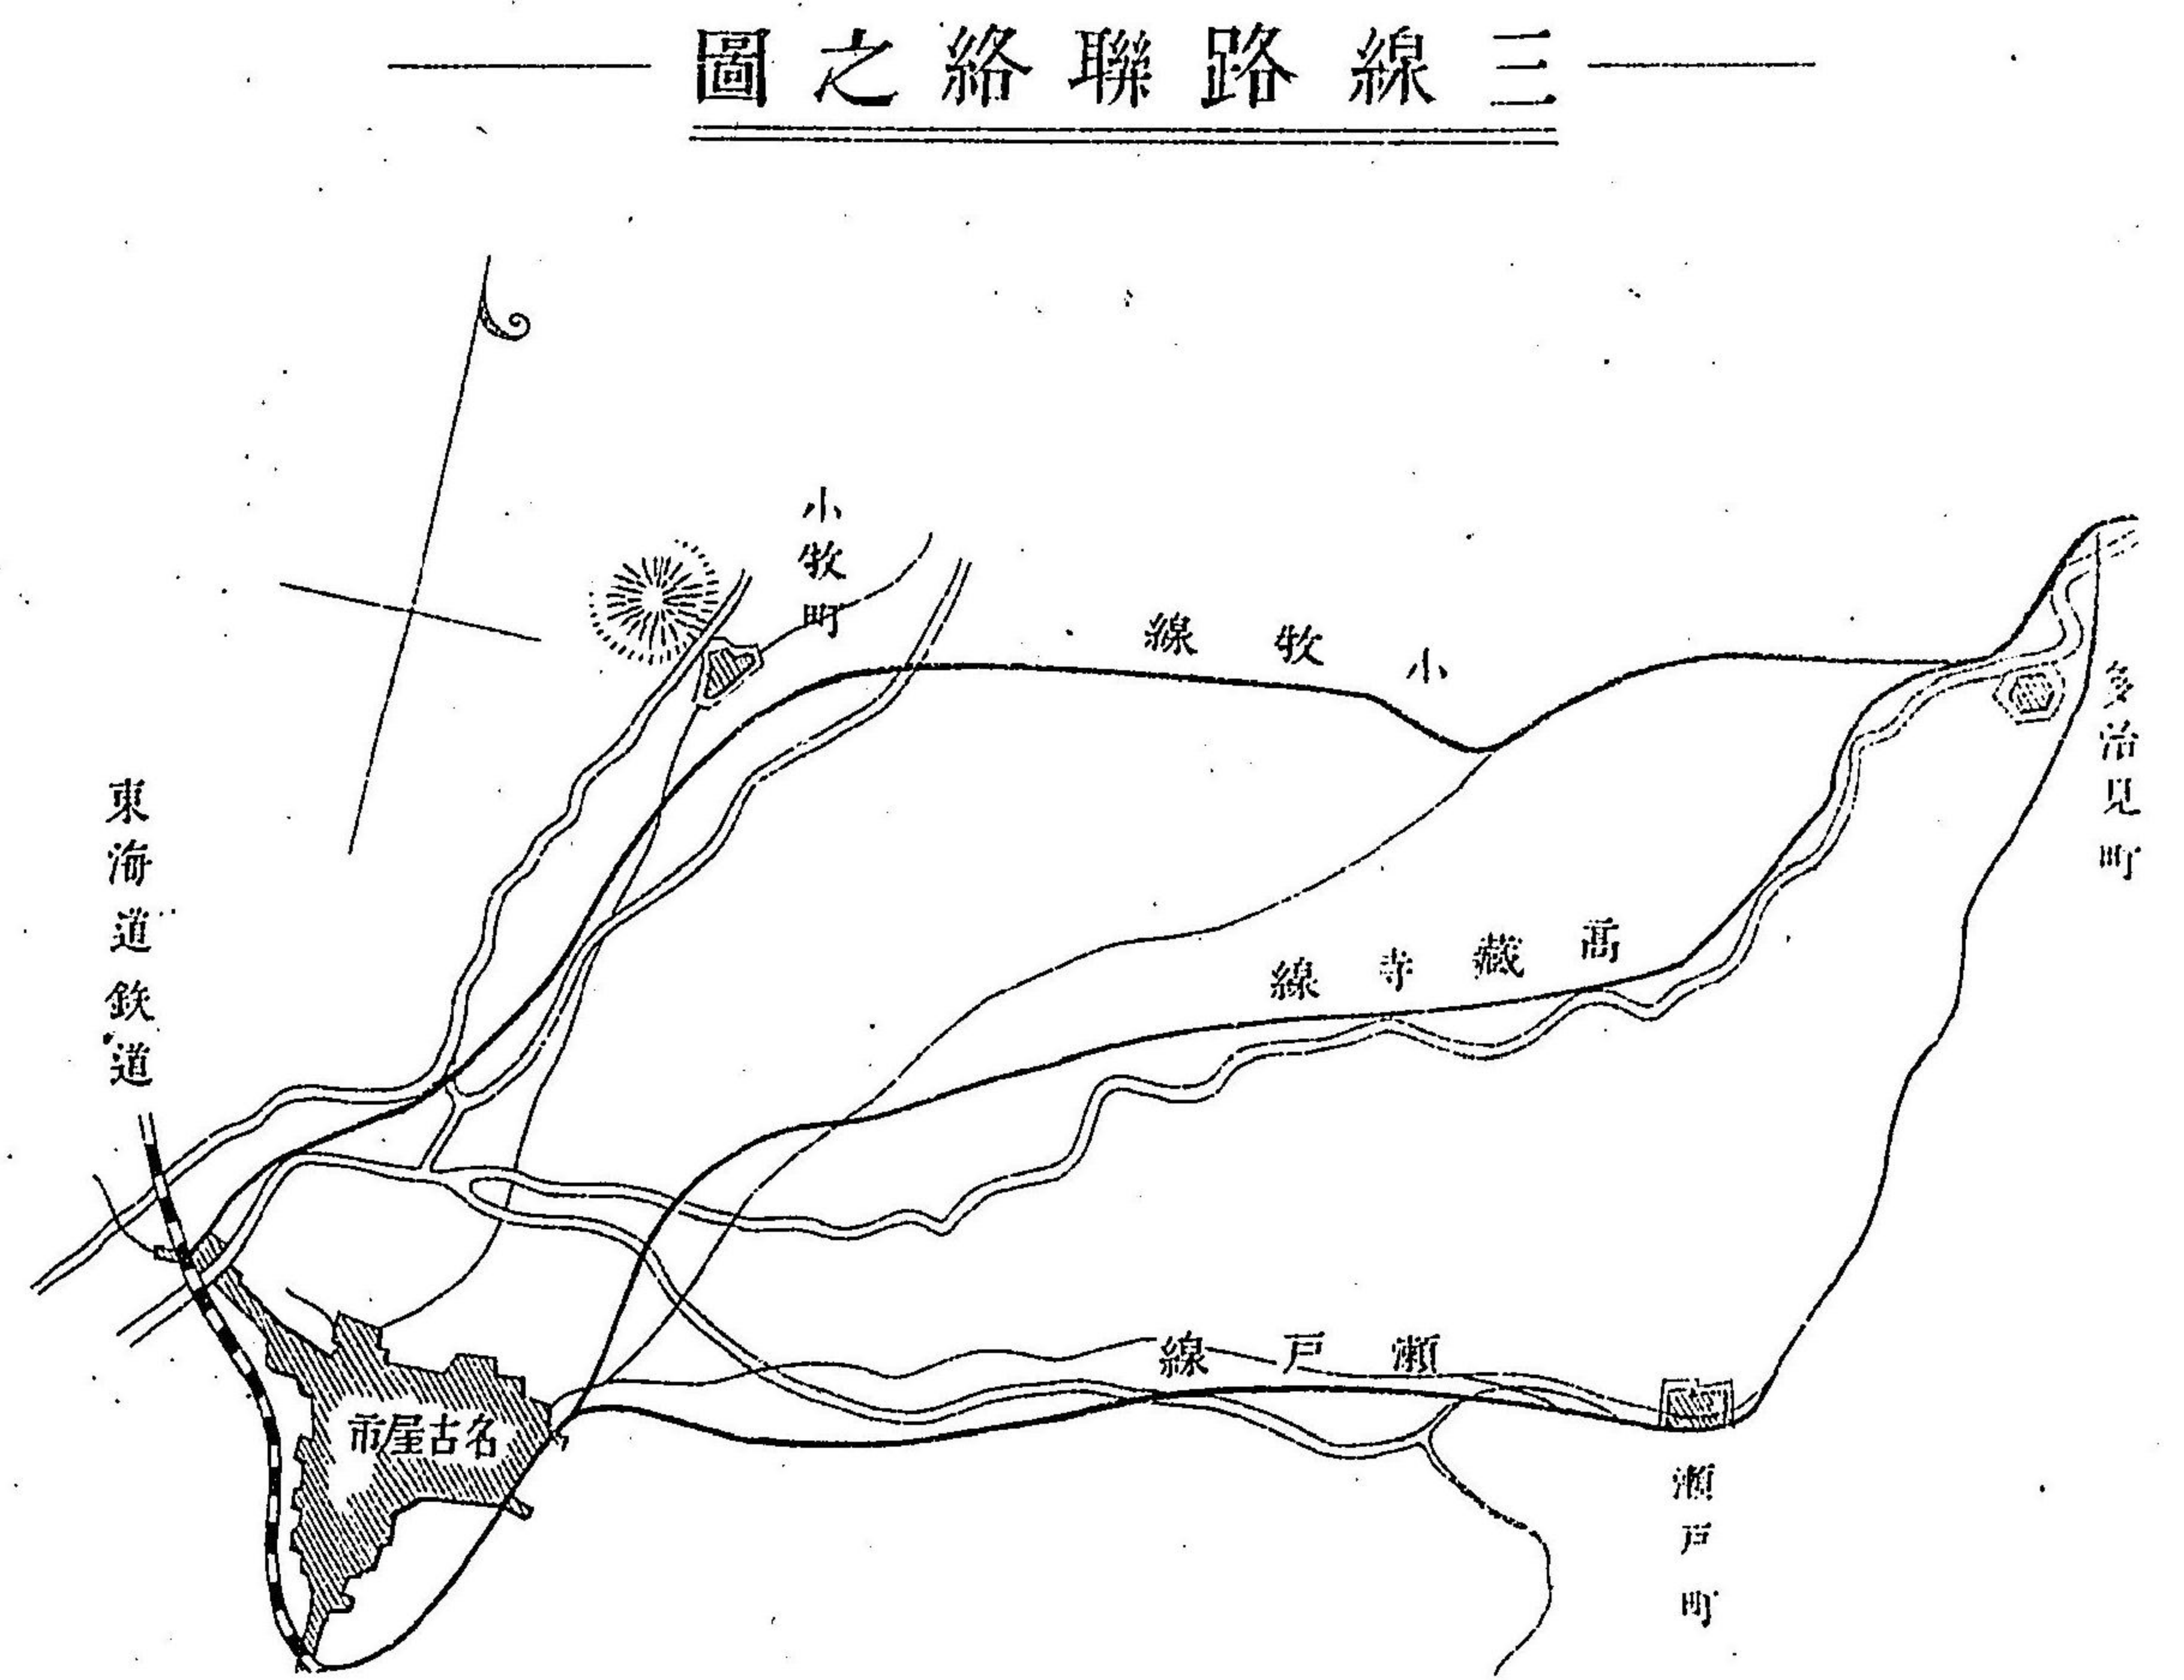 三線路聯絡之圖
小牧町
小牧線
多治見町
東海道鉄道
高蔵寺線
瀬戸線
名古屋市
瀬戸町